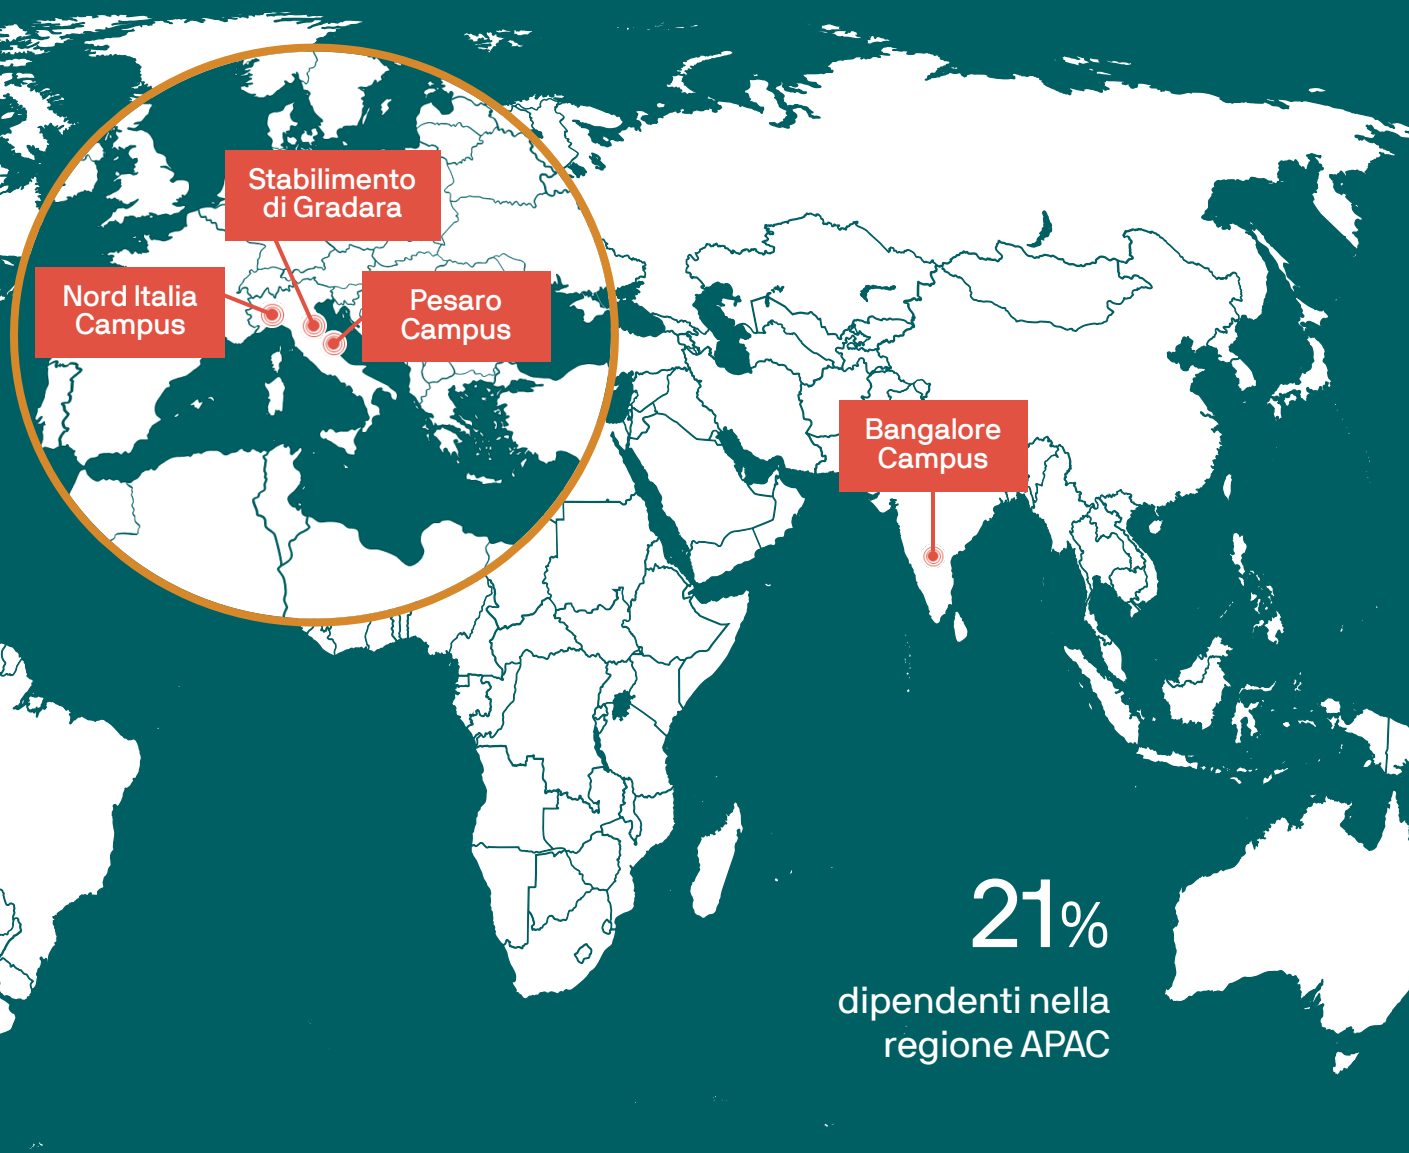 Stabilimento
di Gradara
Nord Italia
Campus
Pesaro
Campus
Bangalore
Campus
21%
dipendenti nella
regione APAC